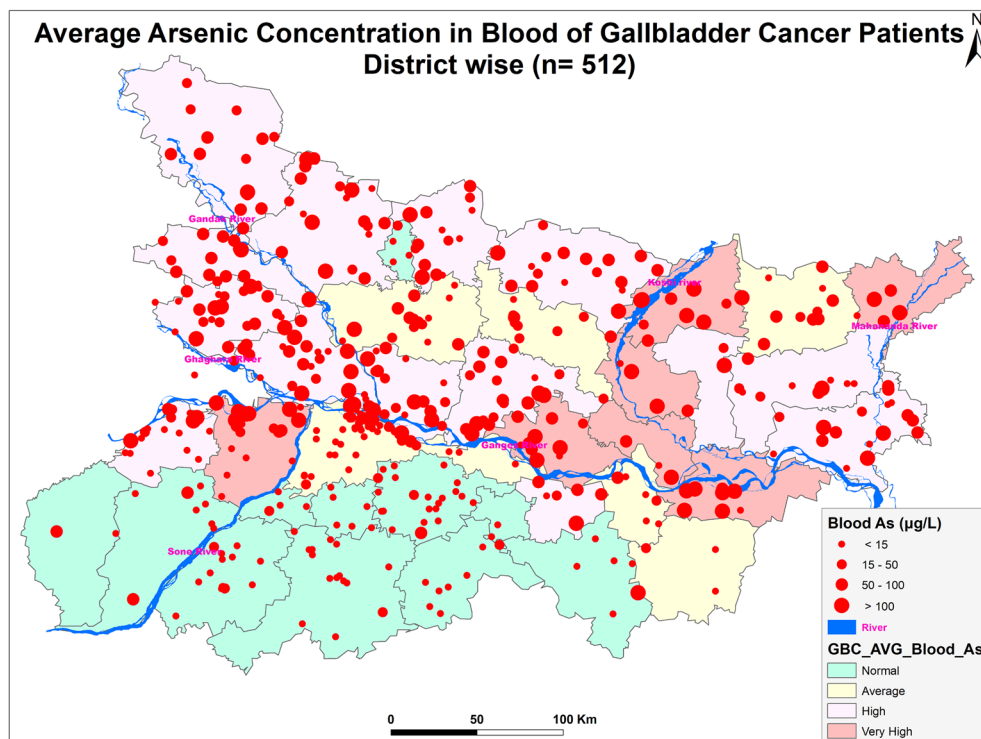 Average Arsenic Concentration in Blood of Gallbladder Cancer Patients
District wise (n= 512)
N
Gandak River
Koshi River
Mahananda River
Ghaghara River
Ganges River
Sone River
Blood As (µg/L)
< 15
15 - 50
50 - 100
> 100
River
GBC_AVG_Blood_As
Normal
Average
High
Very High
0 50 100 Km